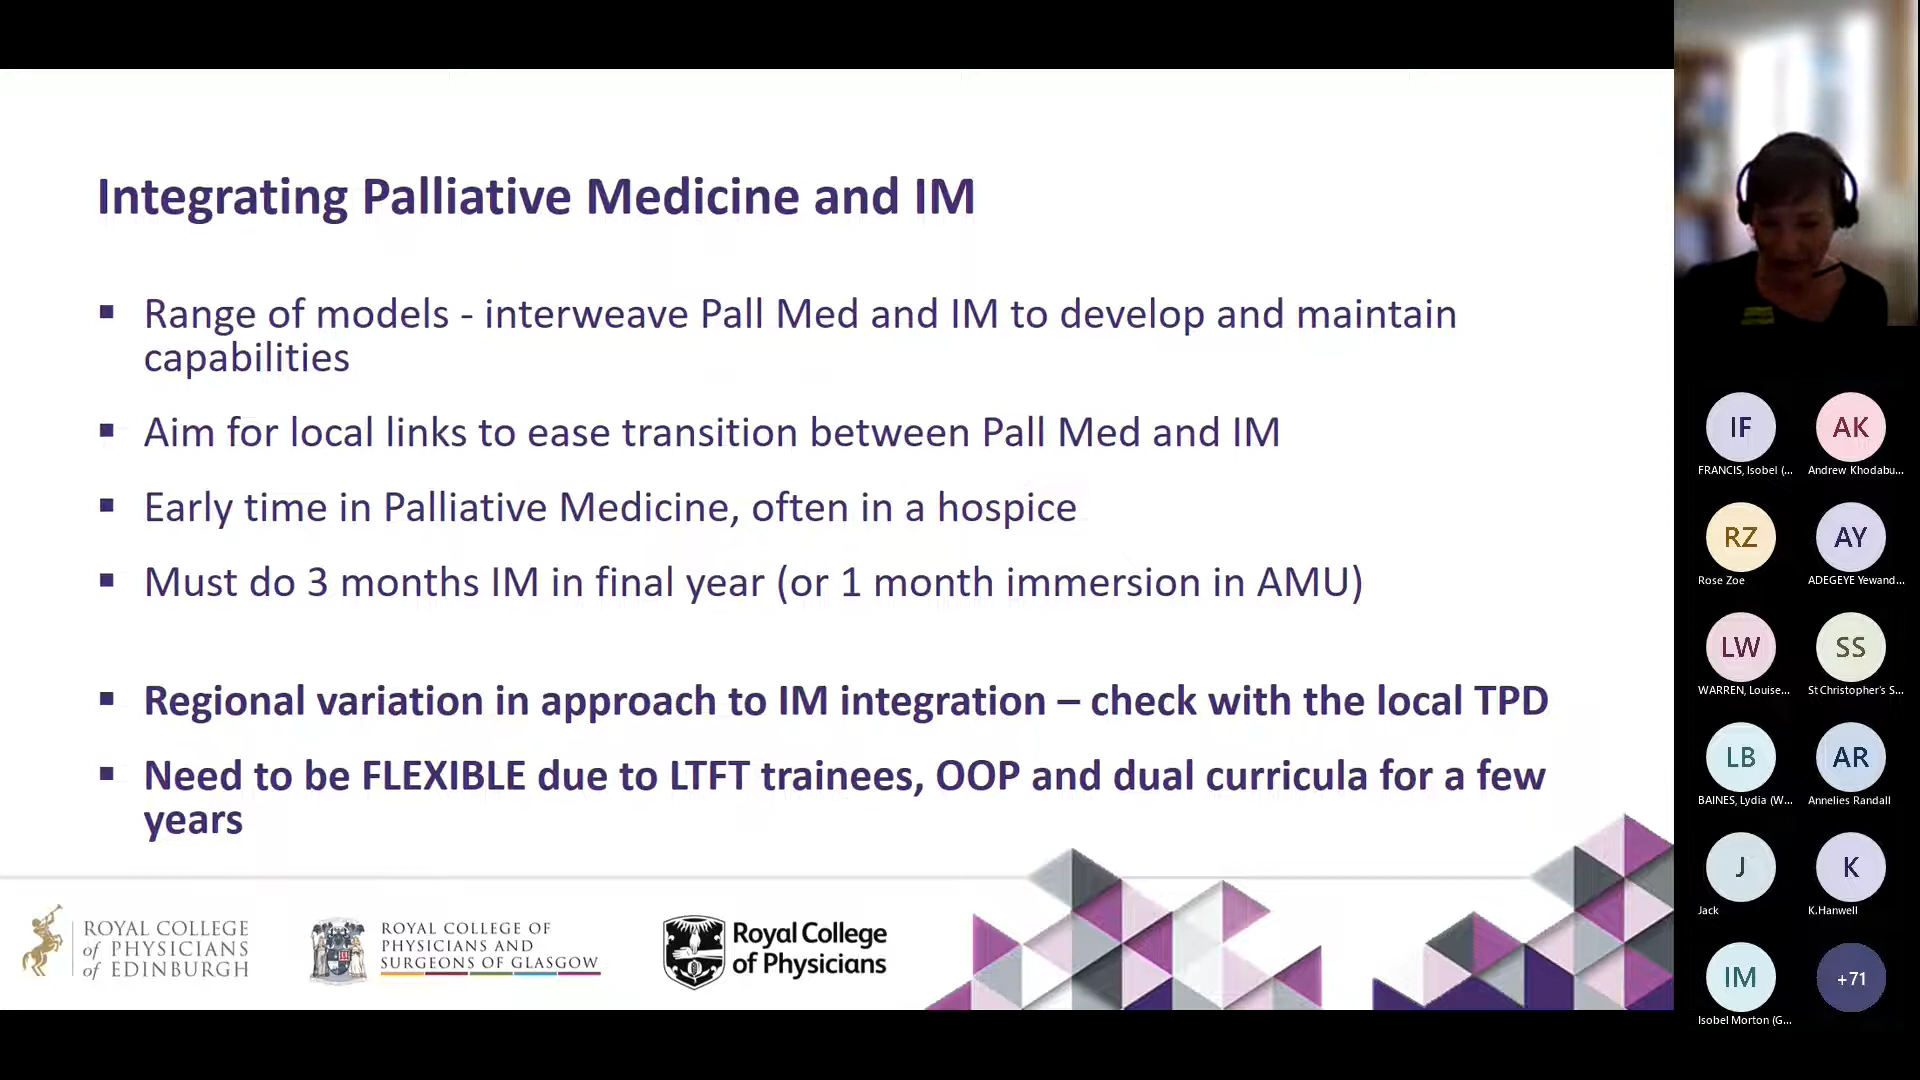 Integrating Palliative Medicine and IM
Range of models - interweave Pall Med and IM to develop and maintain
capabilities
Aim for local links to ease transition between Pall Med and IM
Early time in Palliative Medicine, often in a hospice
Must do 3 months IM in final year (or 1 month immersion in AMU)
Regional variation in approach to IM integration – check with the local TPD
Need to be FLEXIBLE due to LTFT trainees, OOP and dual curricula for a few
years
ROYAL COLLEGE
of PHYSICIANS
of EDINBURGH
ROYAL COLLEGE OF
PHYSICIANS AND
SURGEONS OF GLASGOW
Royal College
of Physicians
IF
FRANCIS, Isobel (...
AK
Andrew Khodabu...
RZ
Rose Zoe
AY
ADEGEYE Yewand...
LW
WARREN, Louise...
SS
St Christopher's S...
LB
BAINES, Lydia (W...
AR
Annelies Randall
J
Jack
K
K.Hanwell
IM
Isobel Morton (G...
+71